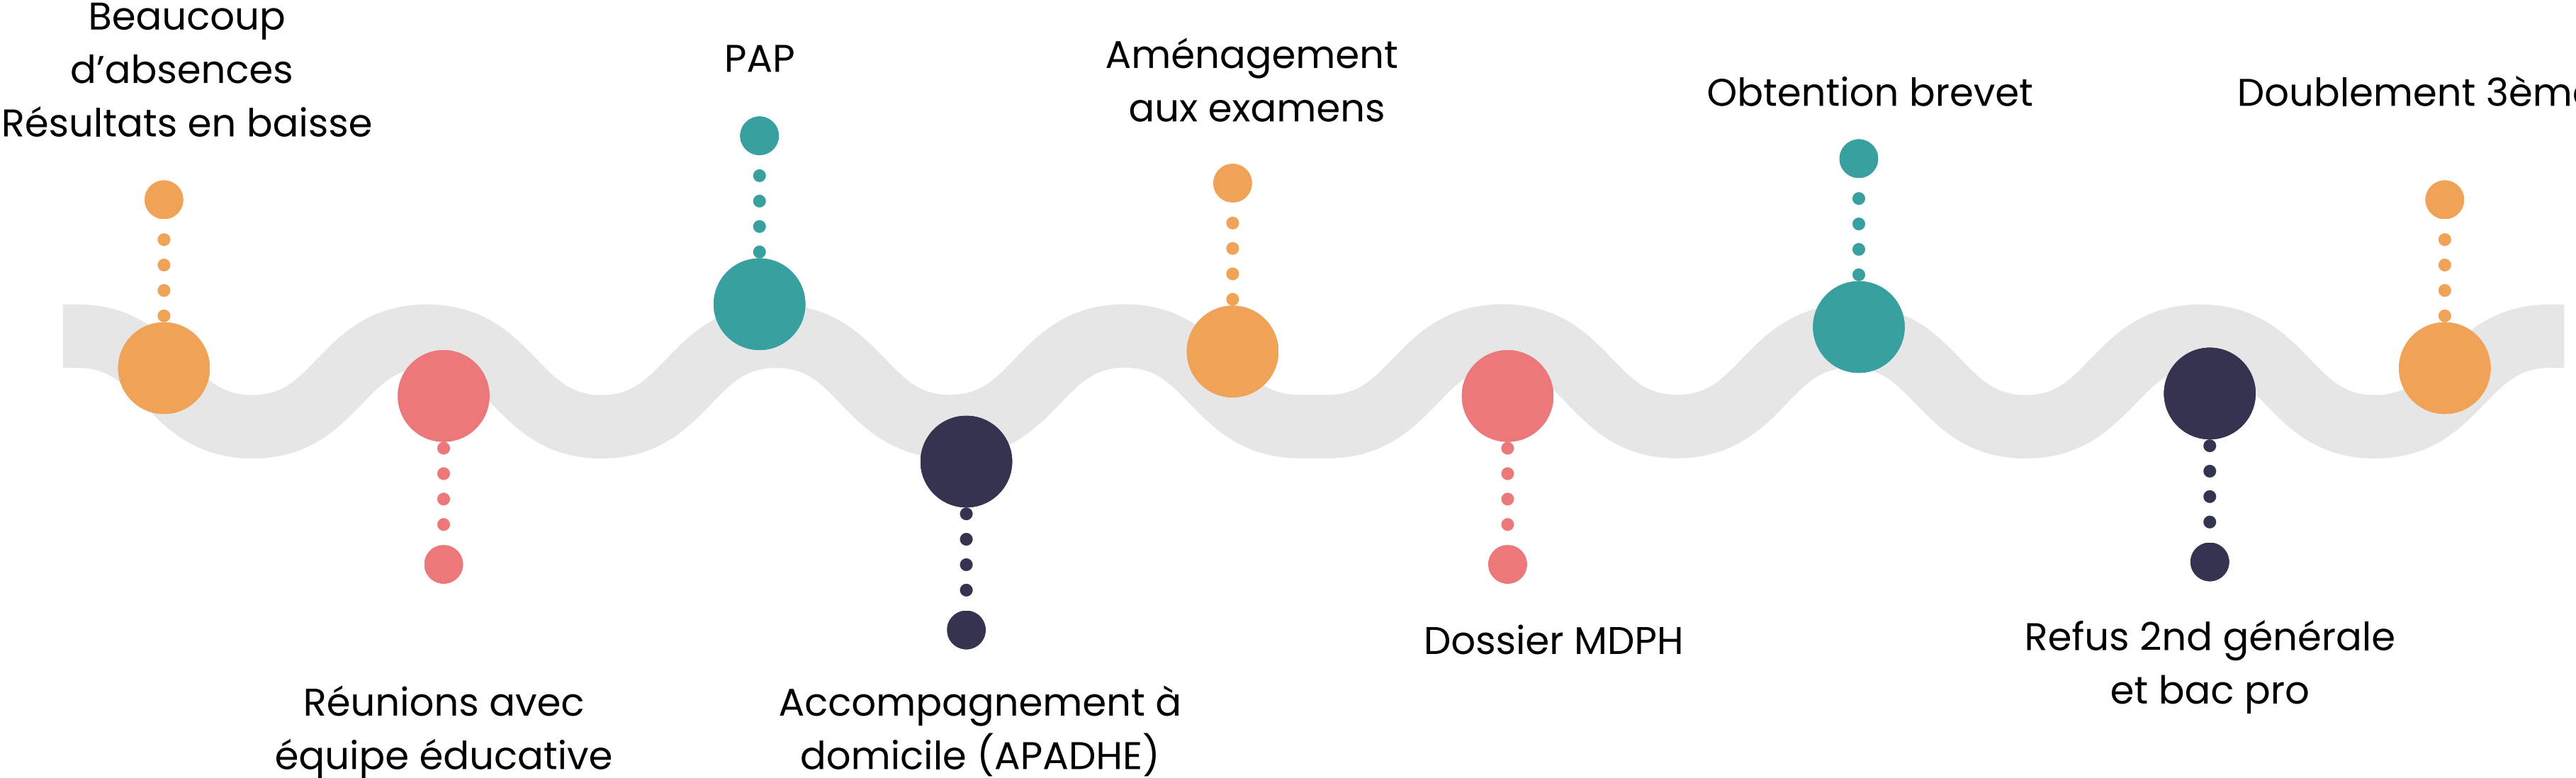 Beaucoup
d’absences
Résultats en baisse
Réunions avec
équipe éducative
PAP
Accompagnement à
domicile (APADHE)
Aménagement
aux examens
Dossier MDPH
Obtention brevet
Refus 2nd générale
et bac pro
Doublement 3èm